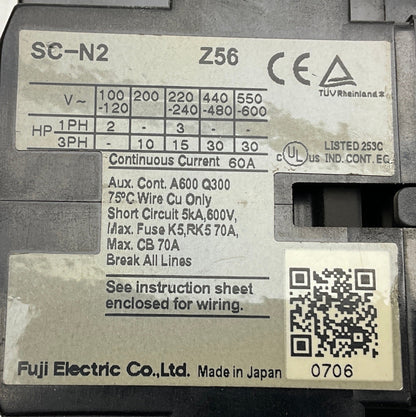 SC-N2 Z56
CE
TÜV Rheinland
V~ 100-120 200 220-240 440-480 550-600
HP 1PH 2 - 3 - -
3PH - 10 15 30 30
Continuous Current 60A
c UL us LISTED 253C
IND. CONT. EQ.
Aux. Cont. A600 Q300
75°C Wire Cu Only
Short Circuit 5kA,600V,
Max. Fuse K5,RK5 70A,
Max. CB 70A
Break All Lines
See instruction sheet
enclosed for wiring.
0706
Fuji Electric Co.,Ltd. Made in Japan